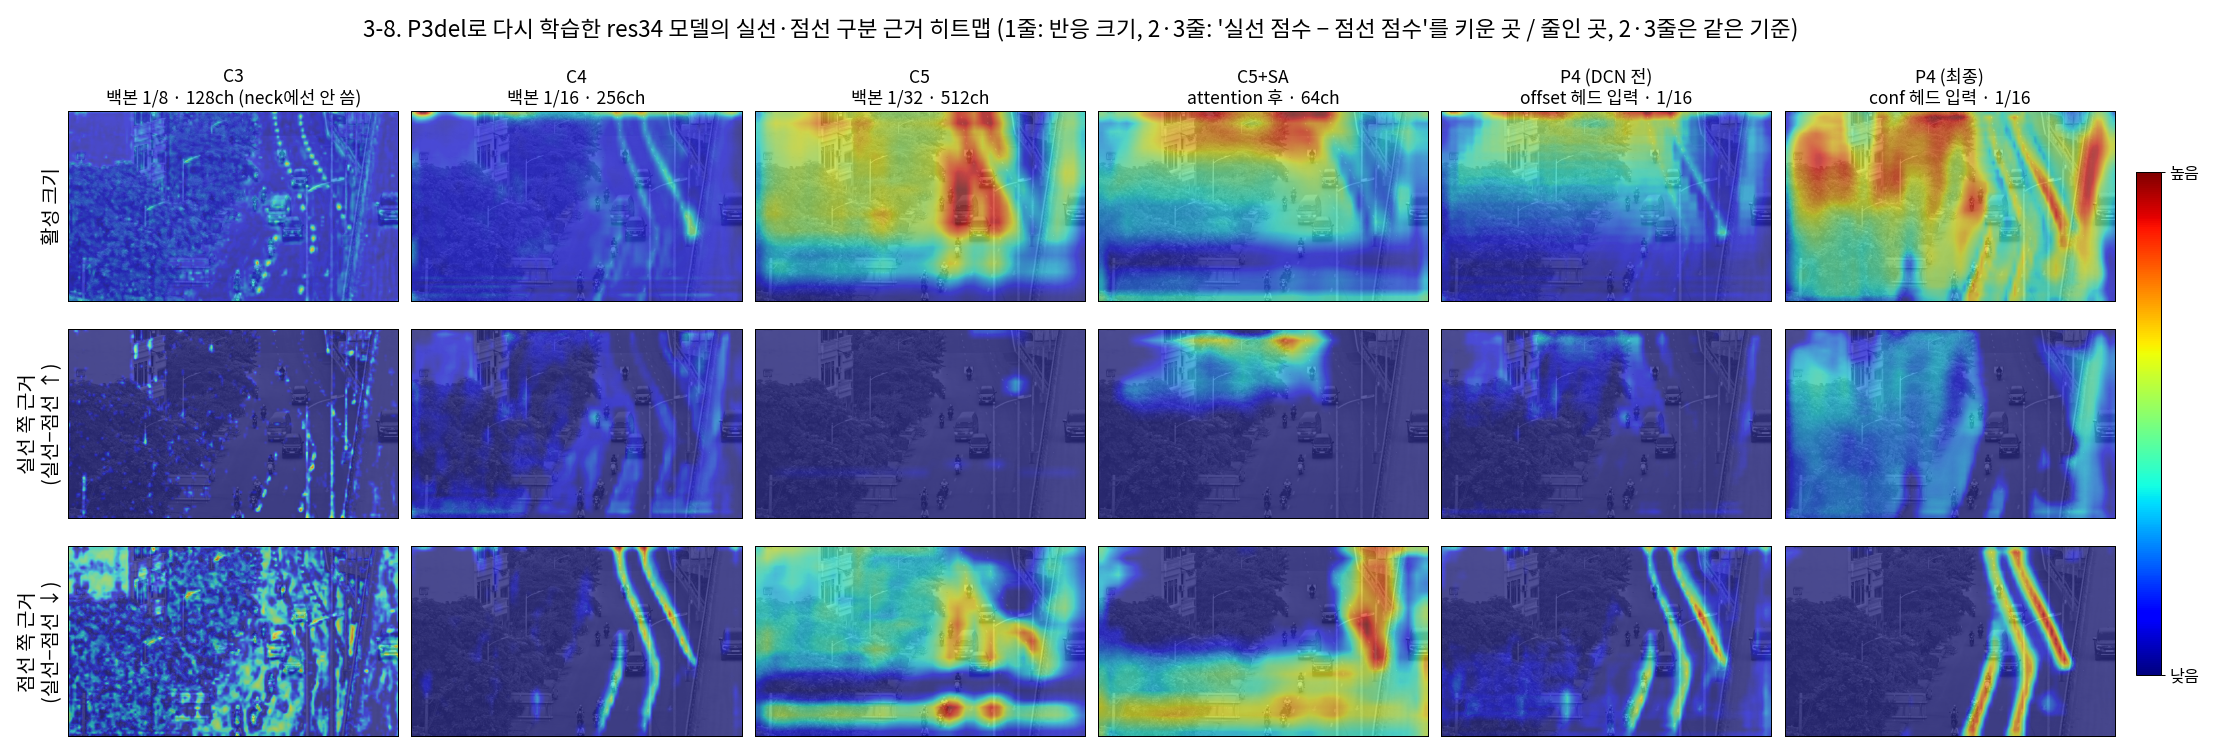 3-8. P3del로 다시 학습한 res34 모델의 실선·점선 구분 근거 히트맵 (1줄: 반응 크기, 2·3줄: '실선 점수 − 점선 점수'를 키운 곳 / 줄인 곳, 2·3줄은 같은 기준)
C3
백본 1/8 · 128ch (neck에선 안 씀)
C4
백본 1/16 · 256ch
C5
백본 1/32 · 512ch
C5+SA
attention 후 · 64ch
P4 (DCN 전)
offset 헤드 입력 · 1/16
P4 (최종)
conf 헤드 입력 · 1/16
활성 크기
실선 쪽 근거
(실선−점선 ↑)
점선 쪽 근거
(실선−점선 ↓)
높음
낮음